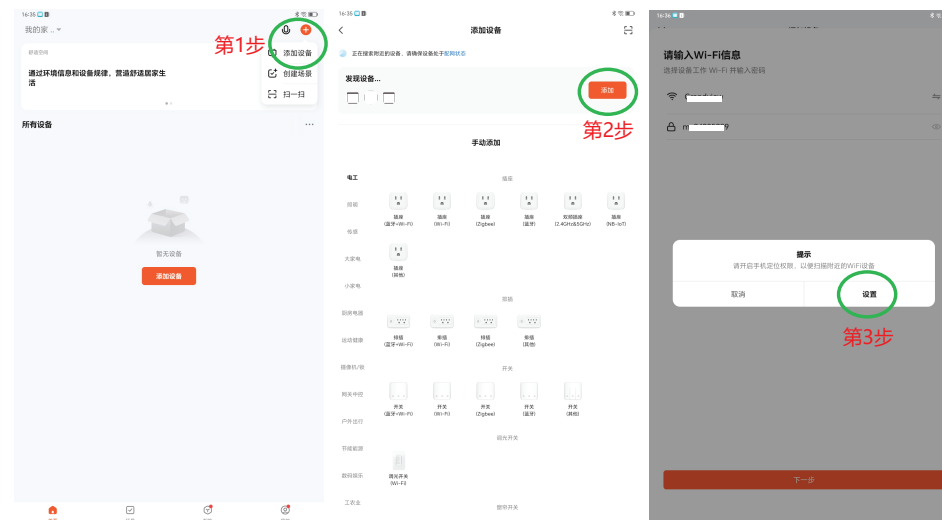 16:35
我的家 .. ▾
第1步
添加设备
创建场景
扫一扫
舒适空间
通过环境信息和设备规律，营造舒适居家生
活
所有设备
暂无设备
添加设备
16:35
添加设备
正在搜索附近的设备，请确保设备处于配网状态
发现设备...
添加
第2步
手动添加
电工
插座
照明
插座
(蓝牙+Wi-Fi)
插座
(Wi-Fi)
插座
(Zigbee)
插座
(蓝牙)
双频插座
(2.4GHz&5GHz)
插座
(NB-IoT)
传感
大家电
插座
(其他)
小家电
排插
厨房电器
排插
(蓝牙+Wi-Fi)
排插
(Wi-Fi)
排插
(Zigbee)
排插
(其他)
运动健康
摄像机/锁
开关
网关中控
开关
(蓝牙+Wi-Fi)
开关
(Wi-Fi)
开关
(Zigbee)
开关
(蓝牙)
开关
(其他)
户外出行
调光开关
节能能源
数码娱乐
调光开关
(Wi-Fi)
工农业
窗帘开关
16:36
请输入Wi-Fi信息
选择设备工作 Wi-Fi 并输入密码
提示
请开启手机定位权限，以便扫描附近的WiFi设备
取消
设置
第3步
下一步